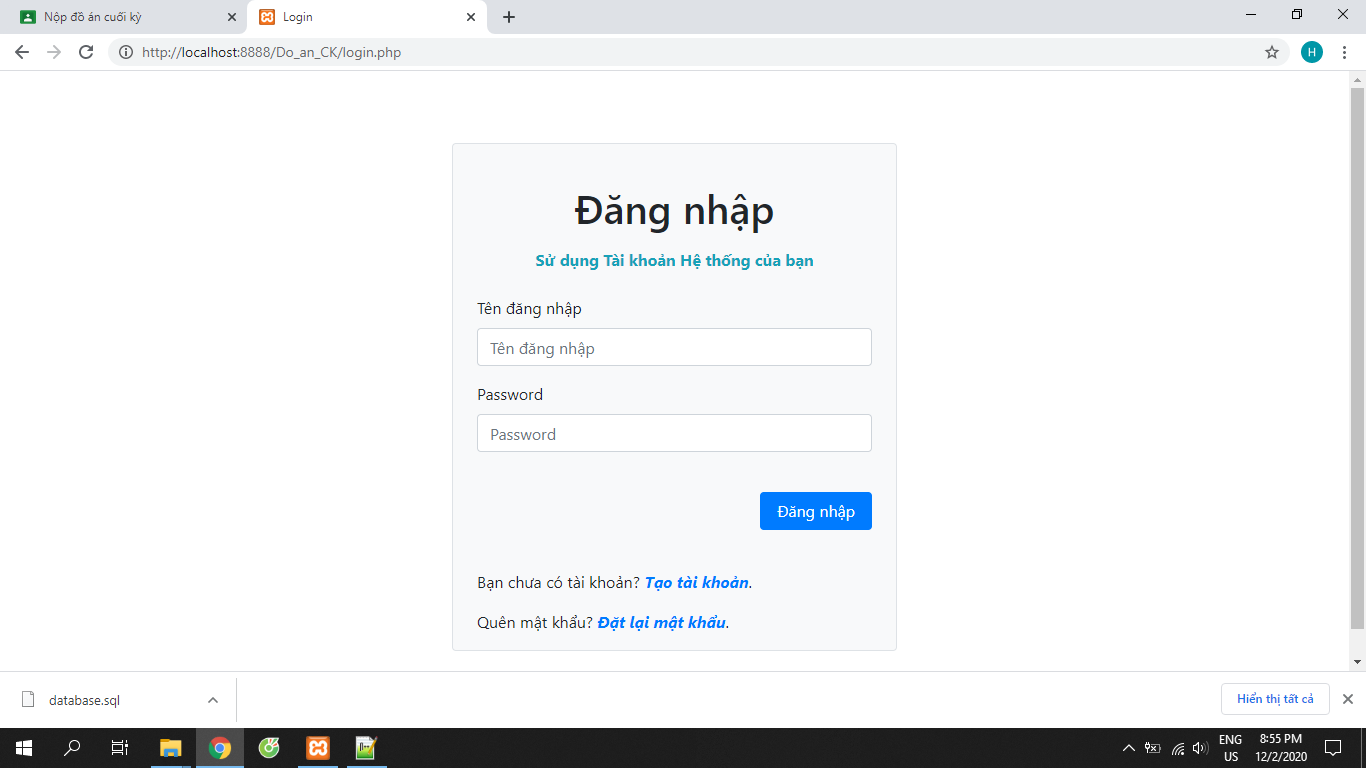 Nộp đồ án cuối kỳ
Login
http://localhost:8888/Do_an_CK/login.php
H
Đăng nhập
Sử dụng Tài khoản Hệ thống của bạn
Tên đăng nhập
Tên đăng nhập
Password
Password
Đăng nhập
Bạn chưa có tài khoản? Tạo tài khoản.
Quên mật khẩu? Đặt lại mật khẩu.
database.sql
Hiển thị tất cả
ENG
US
8:55 PM
12/2/2020